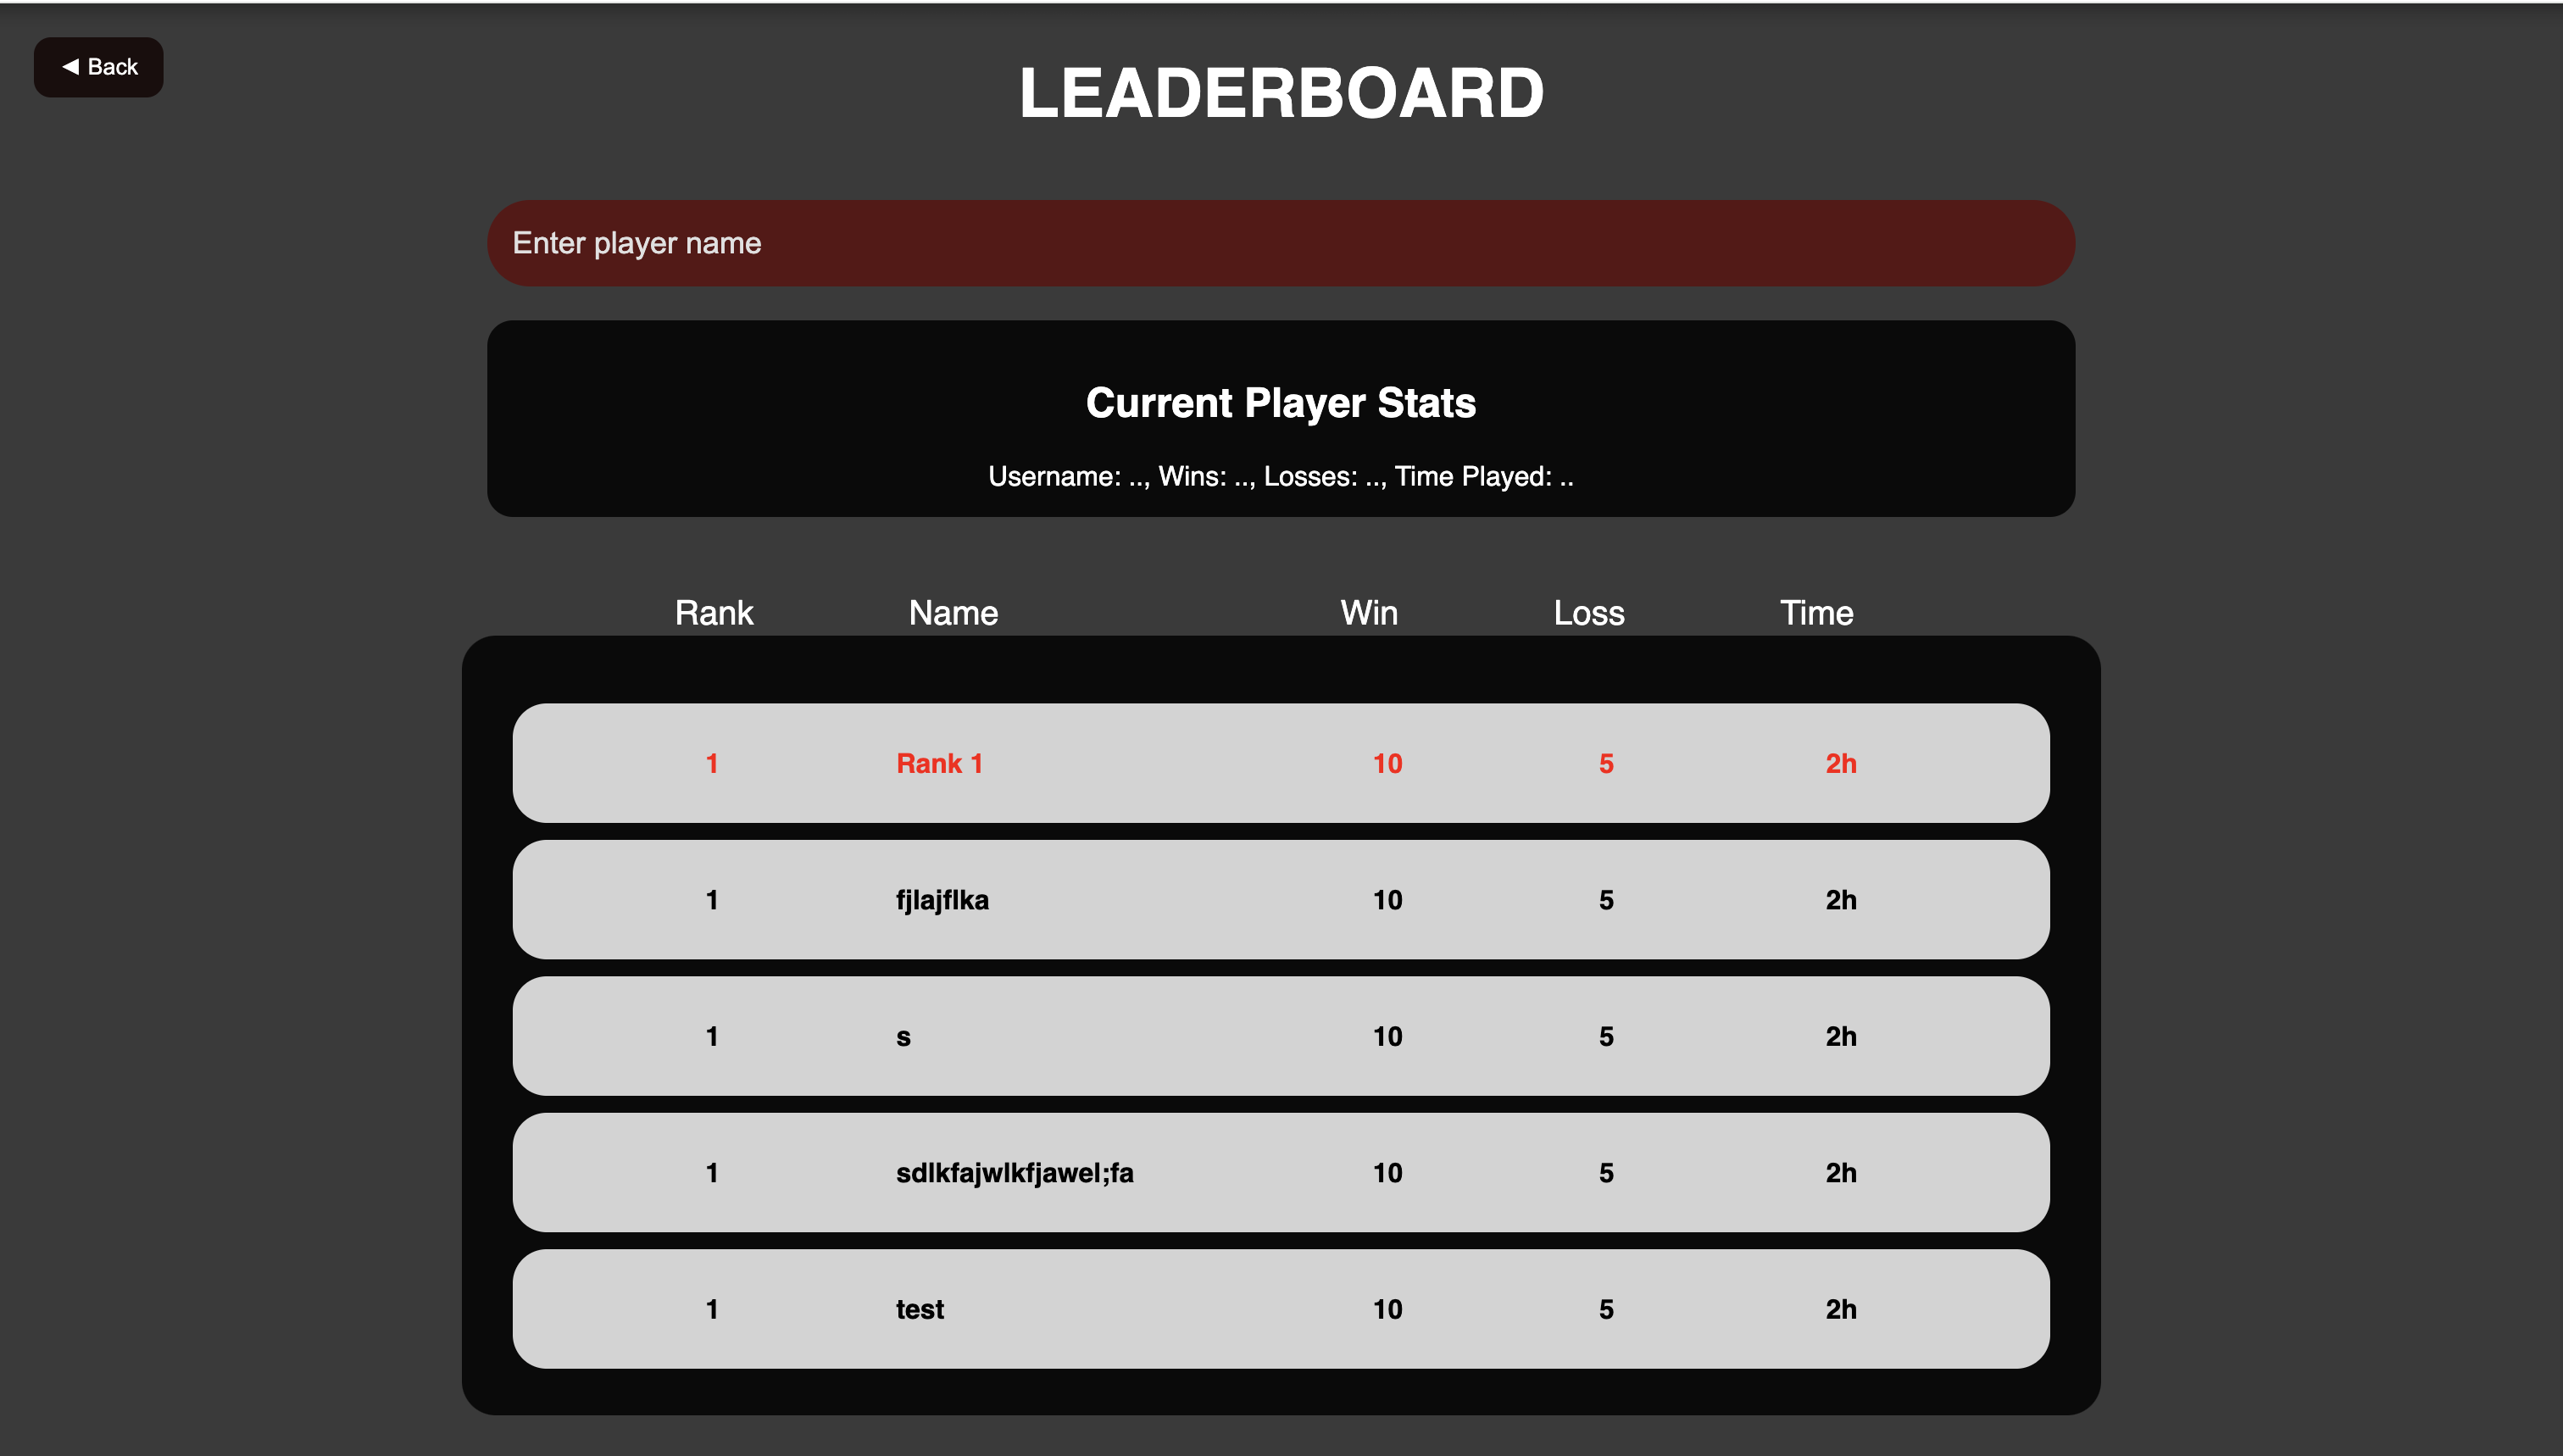 ◀ Back
LEADERBOARD
Enter player name
Current Player Stats
Username: .., Wins: .., Losses: .., Time Played: ..
Rank Name Win Loss Time
1 Rank 1 10 5 2h
1 fjlajflka 10 5 2h
1 s 10 5 2h
1 sdlkfajwlkfjawel;fa 10 5 2h
1 test 10 5 2h